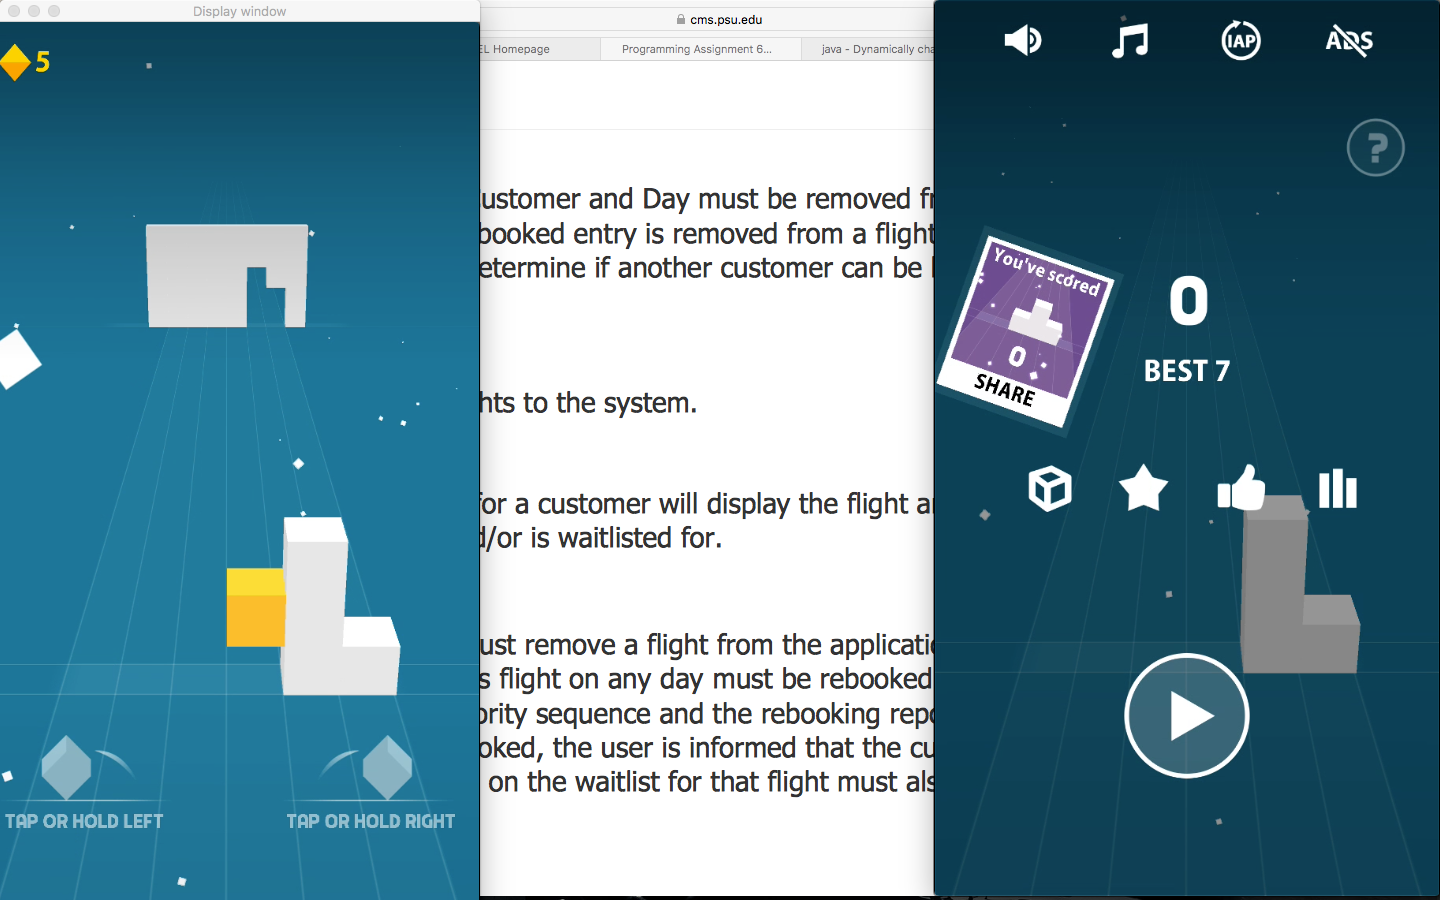 Display window
5
TAP OR HOLD LEFT
TAP OR HOLD RIGHT
cms.psu.edu
EL Homepage
Programming Assignment 6...
java - Dynamically cha
ustomer and Day must be removed fr
booked entry is removed from a flight
etermine if another customer can be
hts to the system.
for a customer will display the flight an
d/or is waitlisted for.
ust remove a flight from the applicatio
s flight on any day must be rebooked
ority sequence and the rebooking repo
oked, the user is informed that the cu
on the waitlist for that flight must als
IAP
ADS
?
You've scored
0
SHARE
0
BEST 7